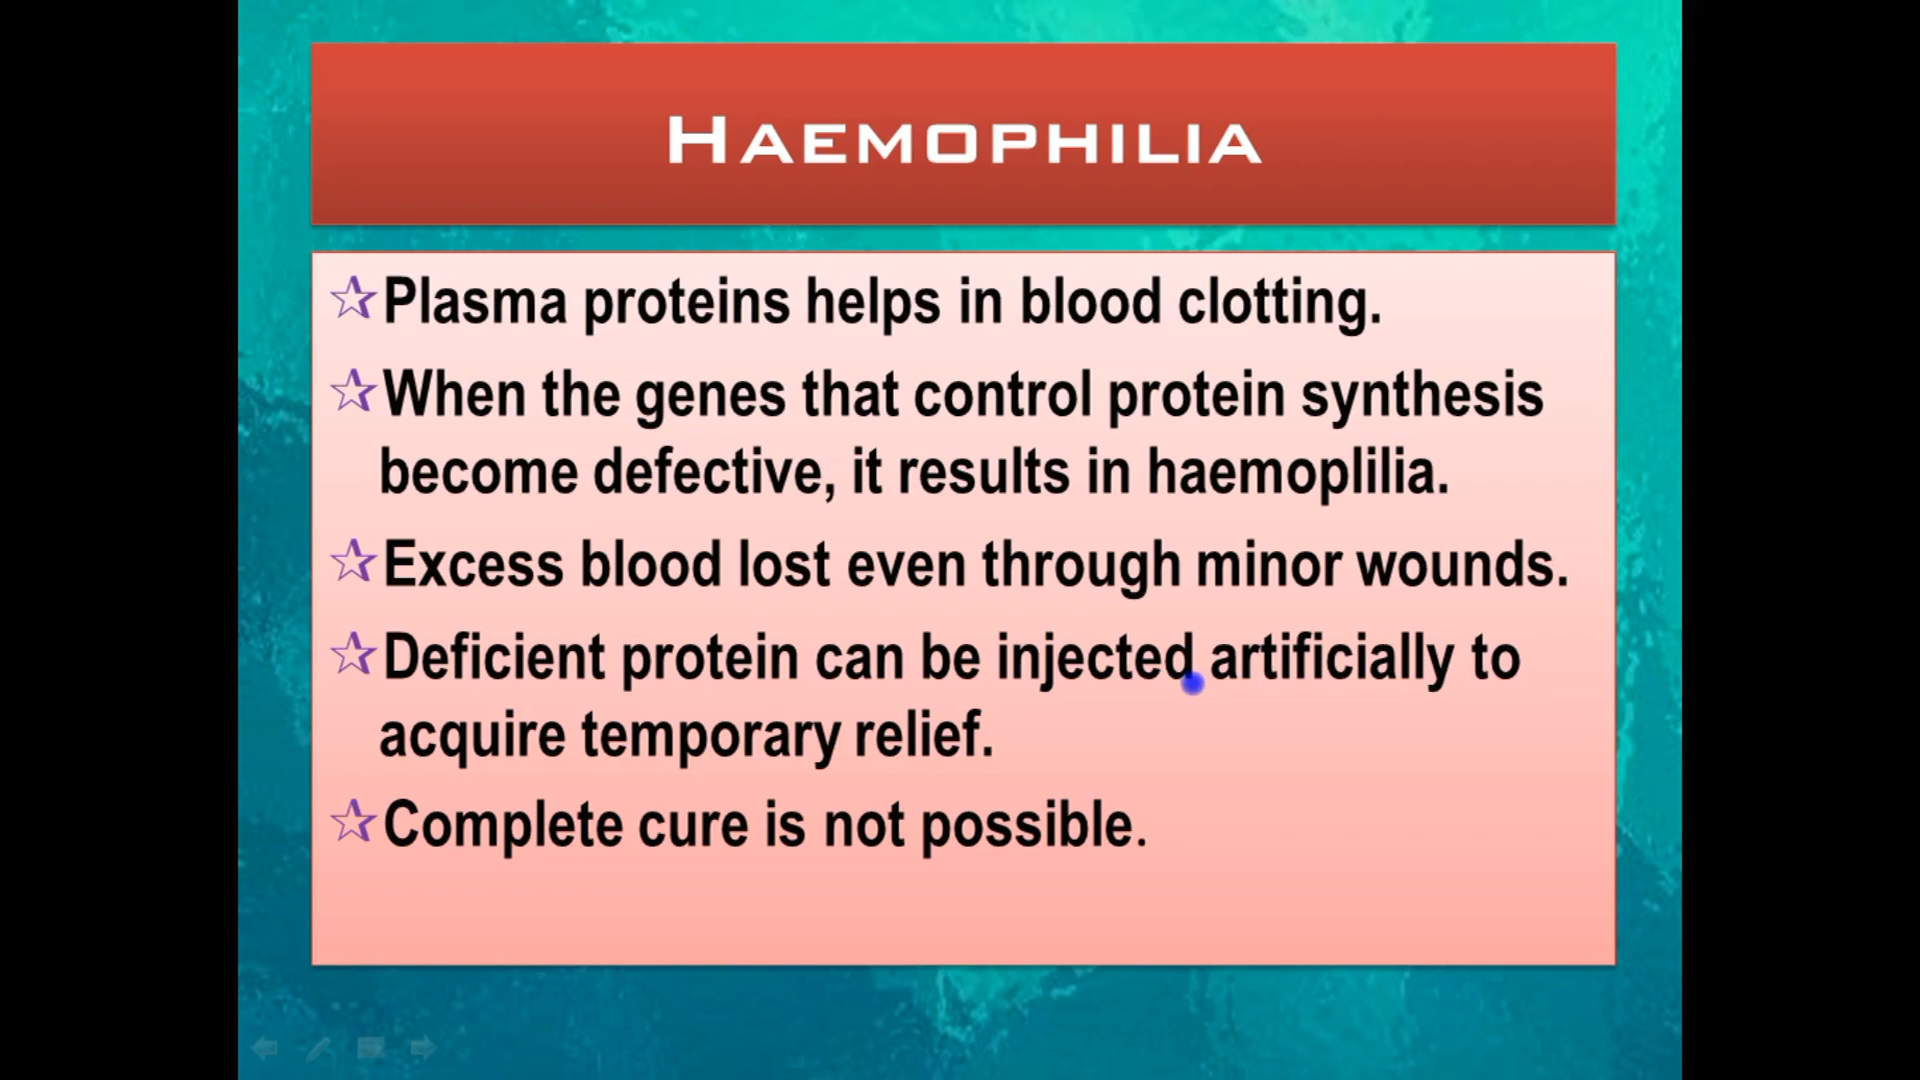 HAEMOPHILIA
☆Plasma proteins helps in blood clotting.
☆When the genes that control protein synthesis
become defective, it results in haemoplilia.
☆Excess blood lost even through minor wounds.
☆Deficient protein can be injected artificially to
acquire temporary relief.
☆Complete cure is not possible.